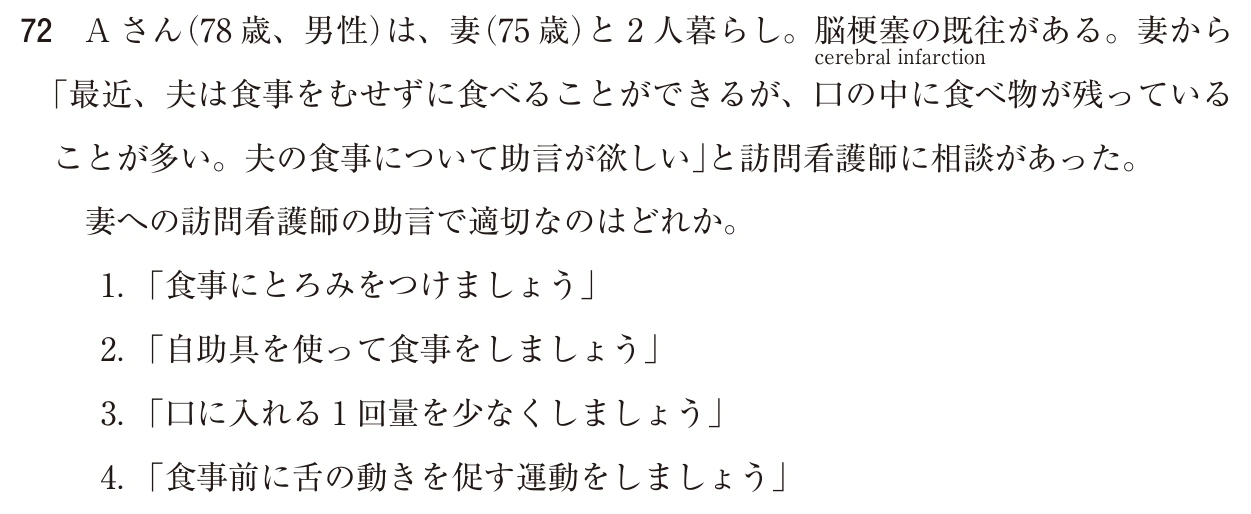 72 Aさん(78歳、男性)は、妻(75歳)と2人暮らし。脳梗塞の既往がある。妻から
cerebral infarction
「最近、夫は食事をむせずに食べることができるが、口の中に食べ物が残っている
ことが多い。夫の食事について助言が欲しい」と訪問看護師に相談があった。
妻への訪問看護師の助言で適切なのはどれか。
1. 「食事にとろみをつけましょう」
2. 「自助具を使って食事をしましょう」
3. 「口に入れる1回量を少なくしましょう」
4. 「食事前に舌の動きを促す運動をしましょう」